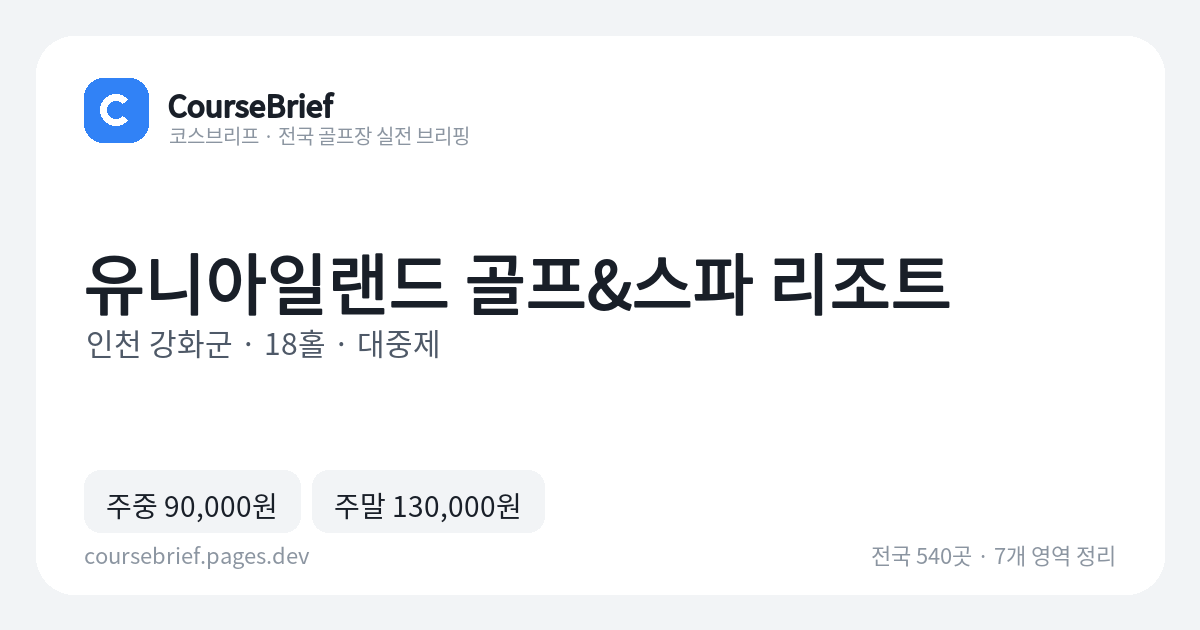 CourseBrief
코스브리프 · 전국 골프장 실전 브리핑
유니아일랜드 골프&스파 리조트
인천 강화군 · 18홀 · 대중제
주중 90,000원 주말 130,000원
coursebrief.pages.dev 전국 540곳 · 7개 영역 정리